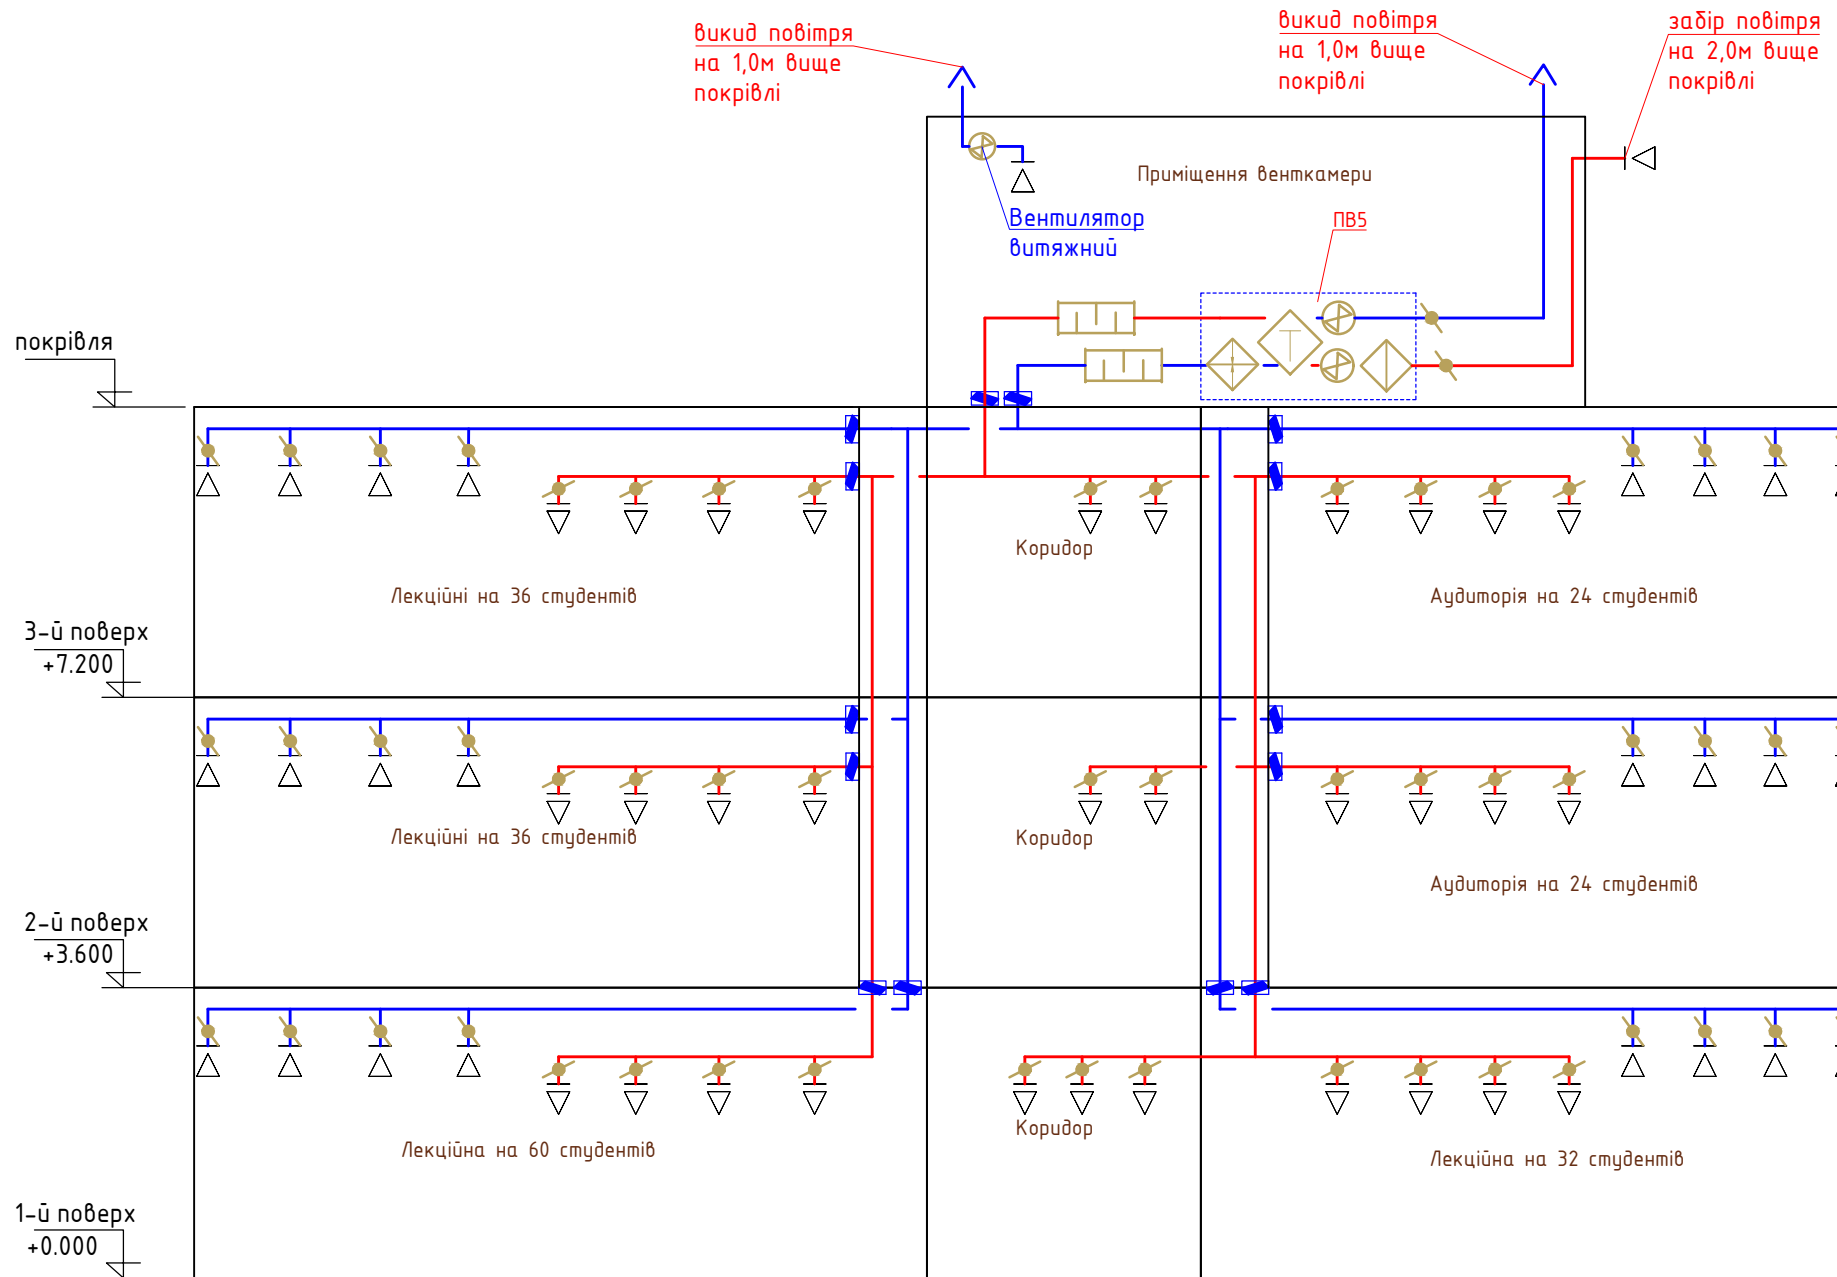 викид повітря
на 1,0м вище
покрівлі
викид повітря
на 1,0м вище
покрівлі
забір повітря
на 2,0м вище
покрівлі
Приміщення венткамери
Вентилятор
витяжний
ПВ5
покрівля
Коридор
Лекційні на 36 студентів
Аудиторія на 24 студентів
3-й поверх
+7.200
Лекційні на 36 студентів
Коридор
Аудиторія на 24 студентів
2-й поверх
+3.600
Коридор
Лекційна на 60 студентів
Лекційна на 32 студентів
1-й поверх
+0.000